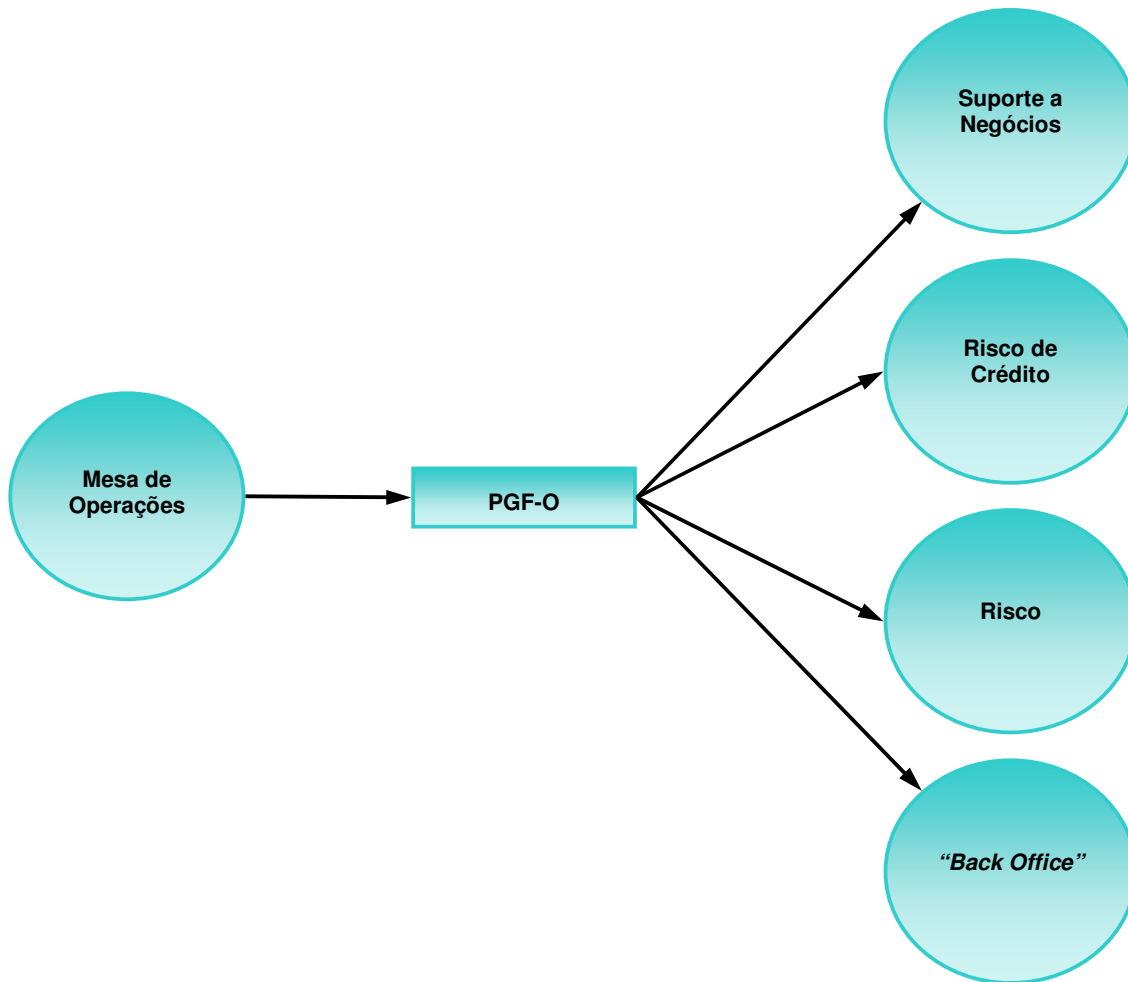 Suporte a
Negócios
Risco de
Crédito
Mesa de
Operações
PGF-O
Risco
“Back Office”